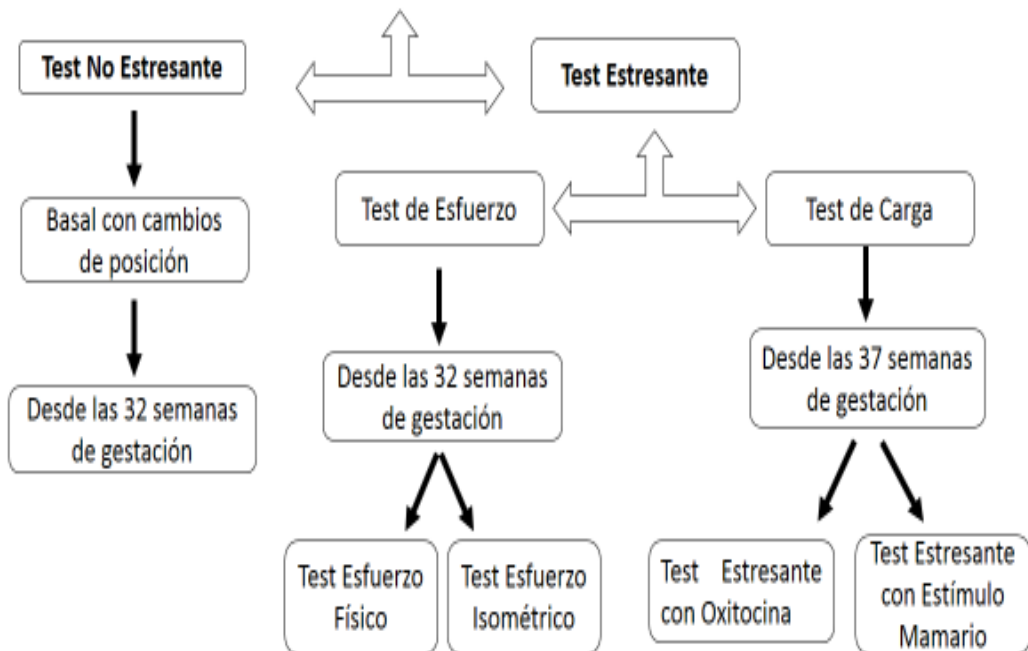 Test No Estresante
Test Estresante
Basal con cambios
de posición
Test de Esfuerzo
Test de Carga
Desde las 32 semanas
de gestación
Desde las 32 semanas
de gestación
Desde las 37 semanas
de gestación
Test Esfuerzo
Físico
Test Esfuerzo
Isométrico
Test Estresante
con Oxitocina
Test Estresante
con Estímulo
Mamario